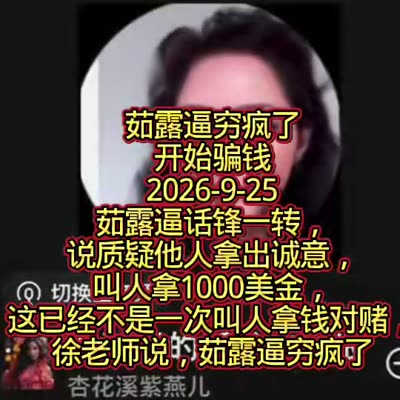 茹露逼穷疯了
开始骗钱
2026-9-25
茹露逼话锋一转，
说质疑他人拿出诚意，
叫人拿1000美金，
切换
这已经不是一次叫人拿钱对赌，
的
徐老师说，茹露逼穷疯了
杏花溪紫燕儿